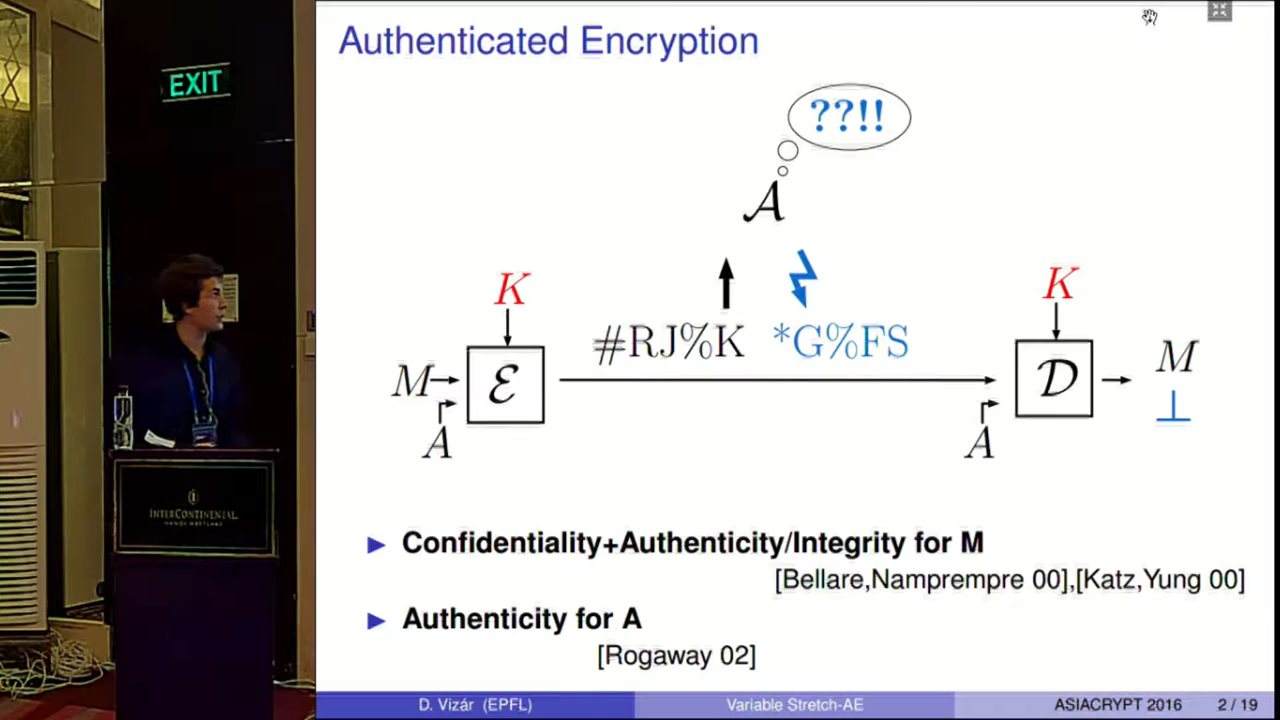 EXIT
INTERCONTINENTAL
Authenticated Encryption
??!!
𝒜
K
K
#RJ%K *G%FS
M
ℰ
𝒟
M
A
A
⊥
▶ Confidentiality+Authenticity/Integrity for M
[Bellare,Namprempre 00],[Katz,Yung 00]
▶ Authenticity for A
[Rogaway 02]
D. Vizár (EPFL)
Variable Stretch-AE
ASIACRYPT 2016
2 / 19